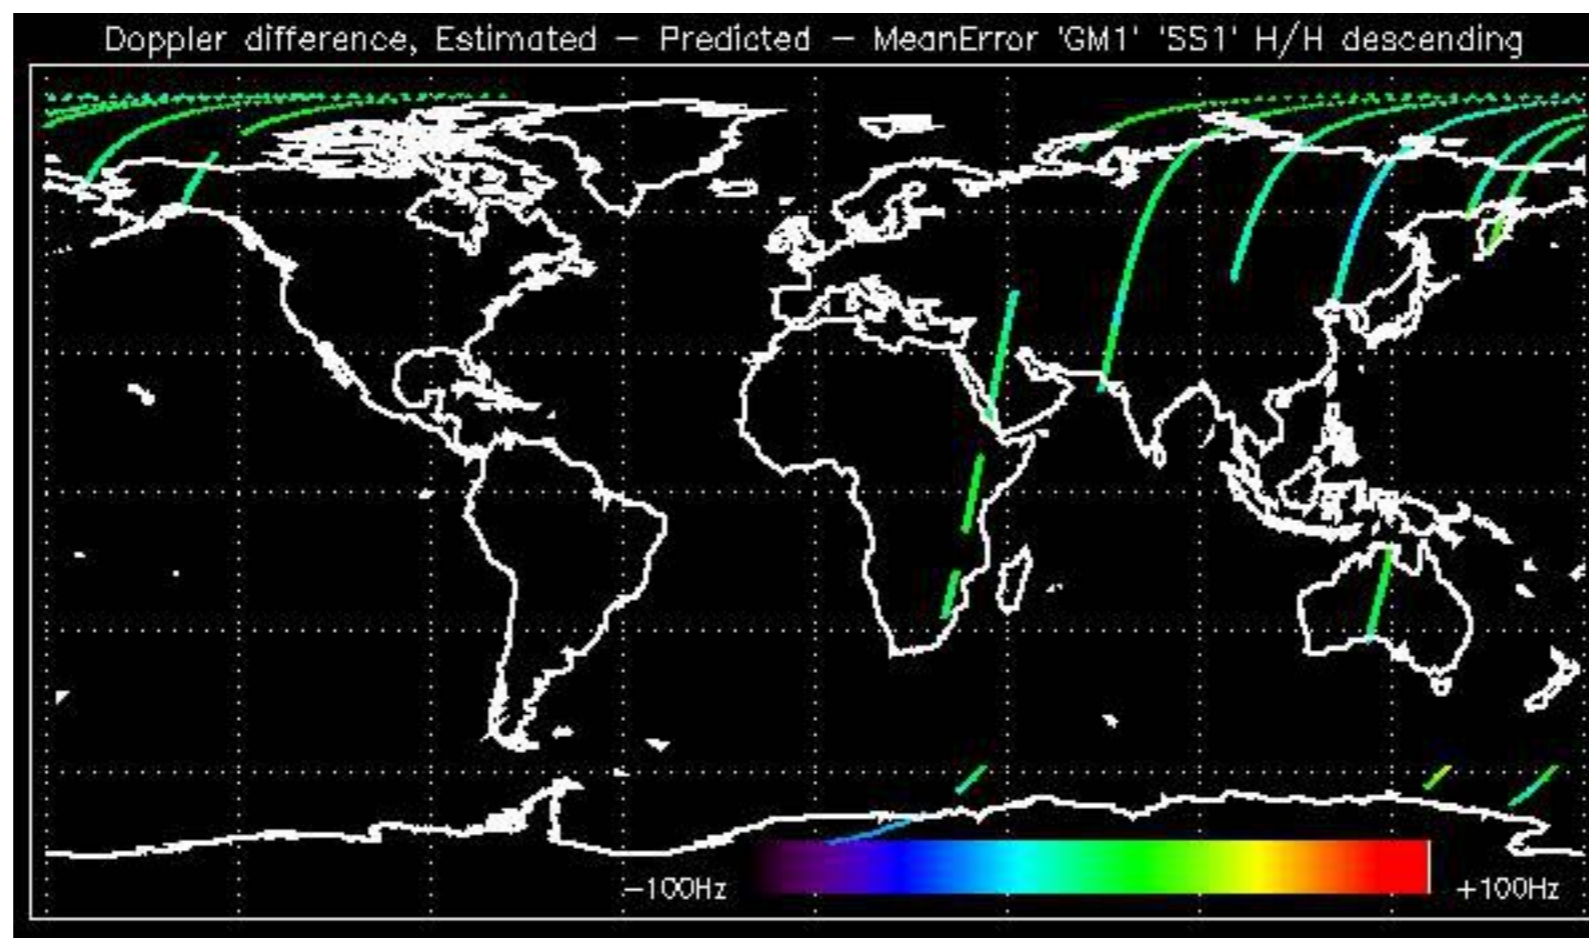 Doppler difference, Estimated − Predicted − MeanError 'GM1' 'SS1' H/H descending
−100Hz +100Hz